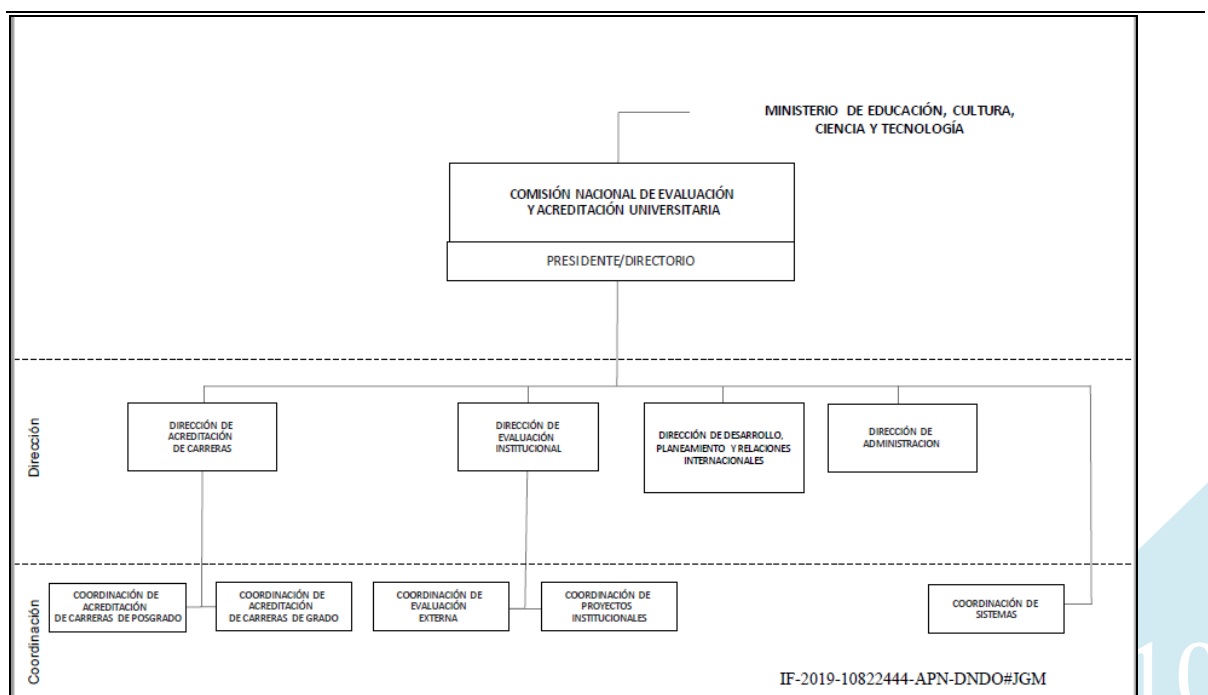 MINISTERIO DE EDUCACIÓN, CULTURA,
CIENCIA Y TECNOLOGÍA
COMISIÓN NACIONAL DE EVALUACIÓN
Y ACREDITACIÓN UNIVERSITARIA
PRESIDENTE/DIRECTORIO
Dirección
DIRECCIÓN DE
ACREDITACIÓN
DE CARRERAS
DIRECCIÓN DE
EVALUACIÓN
INSTITUCIONAL
DIRECCIÓN DE DESARROLLO,
PLANEAMIENTO Y RELACIONES
INTERNACIONALES
DIRECCIÓN DE
ADMINISTRACION
Coordinación
COORDINACIÓN DE
ACREDITACIÓN
DE CARRERAS DE POSGRADO
COORDINACIÓN DE
ACREDITACIÓN
DE CARRERAS DE GRADO
COORDINACIÓN DE
EVALUACIÓN
EXTERNA
COORDINACIÓN DE
PROYECTOS
INSTITUCIONALES
COORDINACIÓN DE
SISTEMAS
IF-2019-10822444-APN-DNDO#JGM
10